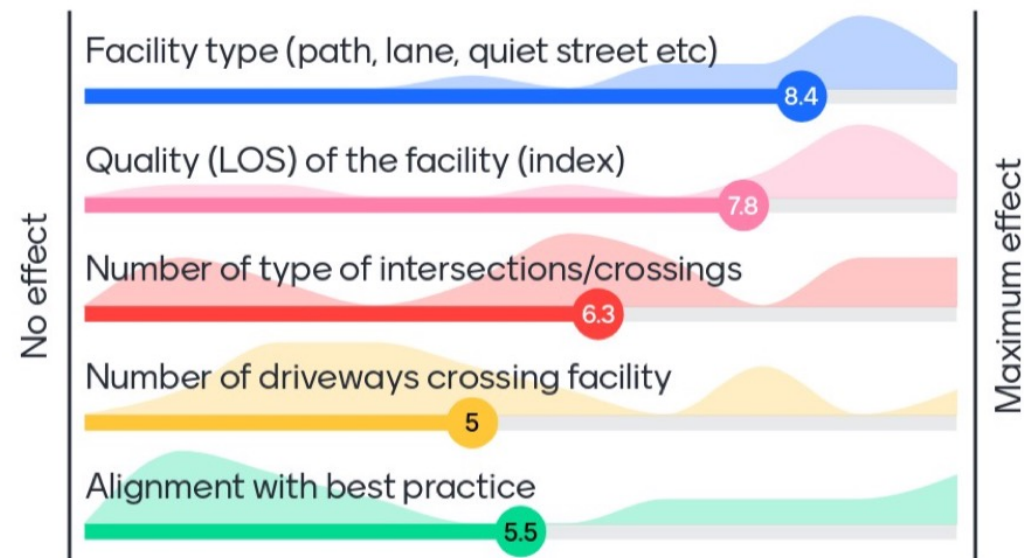 Facility type (path, lane, quiet street etc)
8.4
Quality (LOS) of the facility (index)
7.8
Number of type of intersections/crossings
6.3
Number of driveways crossing facility
5
Alignment with best practice
5.5
No effect
Maximum effect